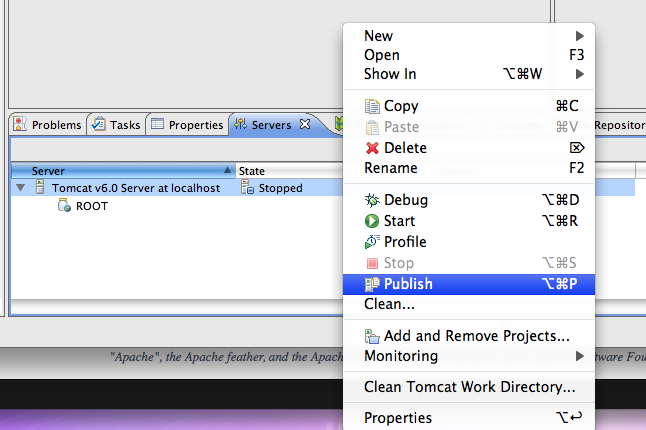 New
Open F3
Show In ⌥⌘W
Copy ⌘C
Paste ⌘V
Delete ⌦
Rename F2
Problems Tasks Properties Servers Repositor
Server State
Tomcat v6.0 Server at localhost Stopped
ROOT
Debug ⌥⌘D
Start ⌥⌘R
Profile
Stop ⌥⌘S
Publish ⌥⌘P
Clean...
Add and Remove Projects...
Monitoring
"Apache", the Apache feather, and the Apach tware Fou
Clean Tomcat Work Directory...
Properties ⌥↩